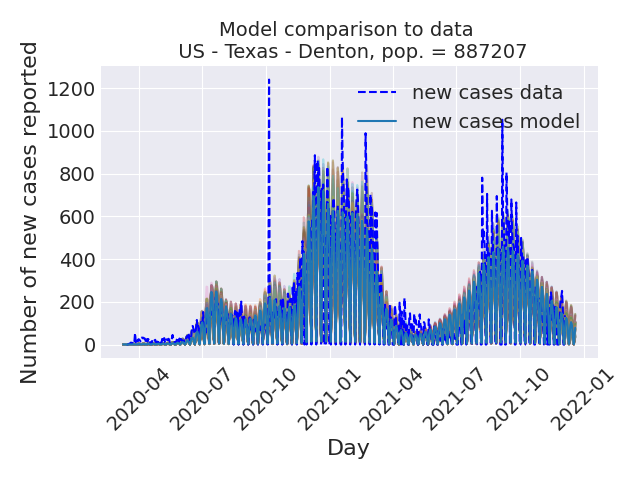 Model comparison to data
US - Texas - Denton, pop. = 887207
Number of new cases reported
1200
1000
800
600
400
200
0
new cases data
new cases model
2020-04
2020-07
2020-10
2021-01
2021-04
2021-07
2021-10
2022-01
Day